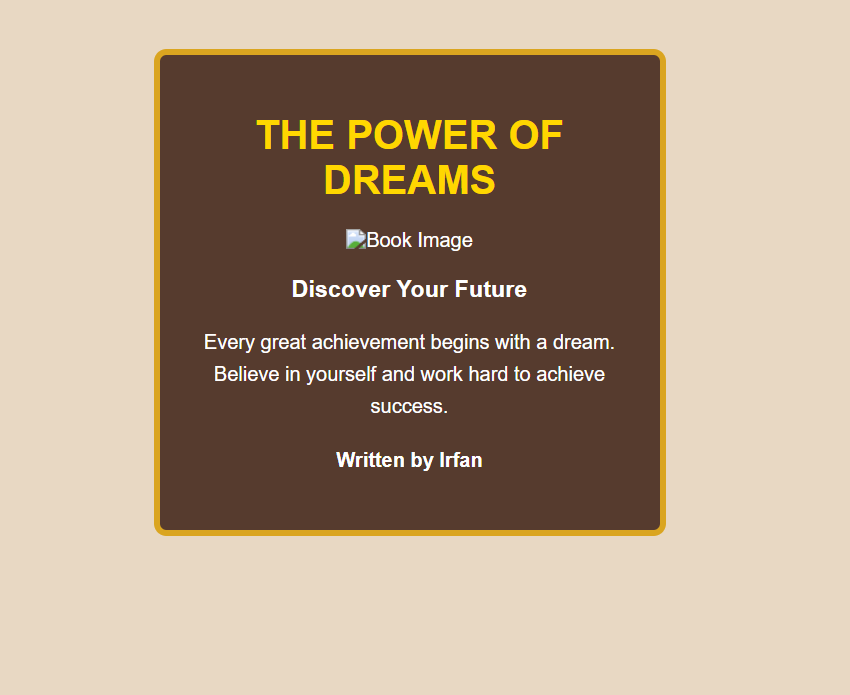 THE POWER OF
DREAMS
Book Image
Discover Your Future
Every great achievement begins with a dream.
Believe in yourself and work hard to achieve
success.
Written by Irfan